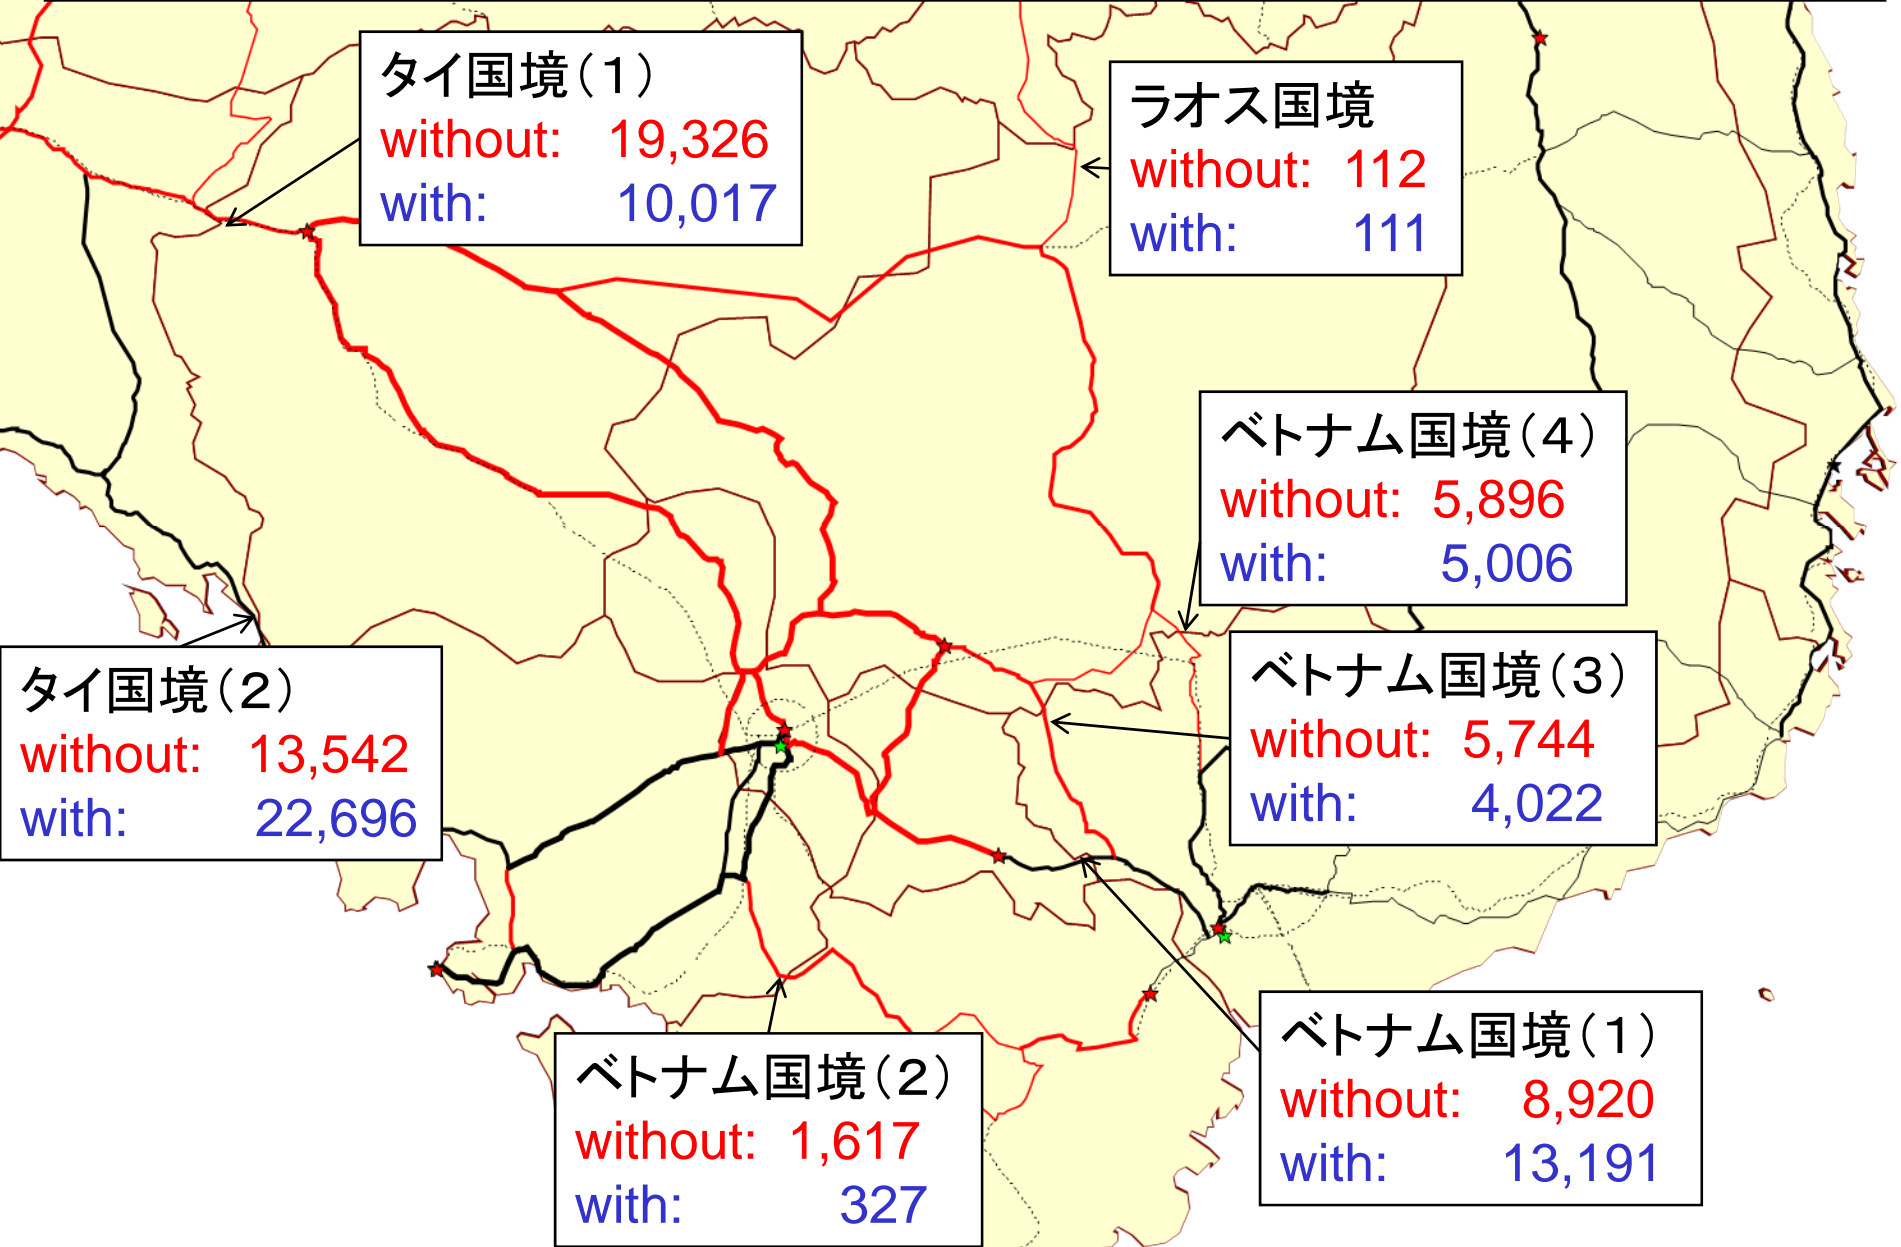 タイ国境（１）
without: 19,326
with: 10,017
ラオス国境
without: 112
with: 111
ベトナム国境（４）
without: 5,896
with: 5,006
タイ国境（２）
without: 13,542
with: 22,696
ベトナム国境（３）
without: 5,744
with: 4,022
ベトナム国境（２）
without: 1,617
with: 327
ベトナム国境（１）
without: 8,920
with: 13,191